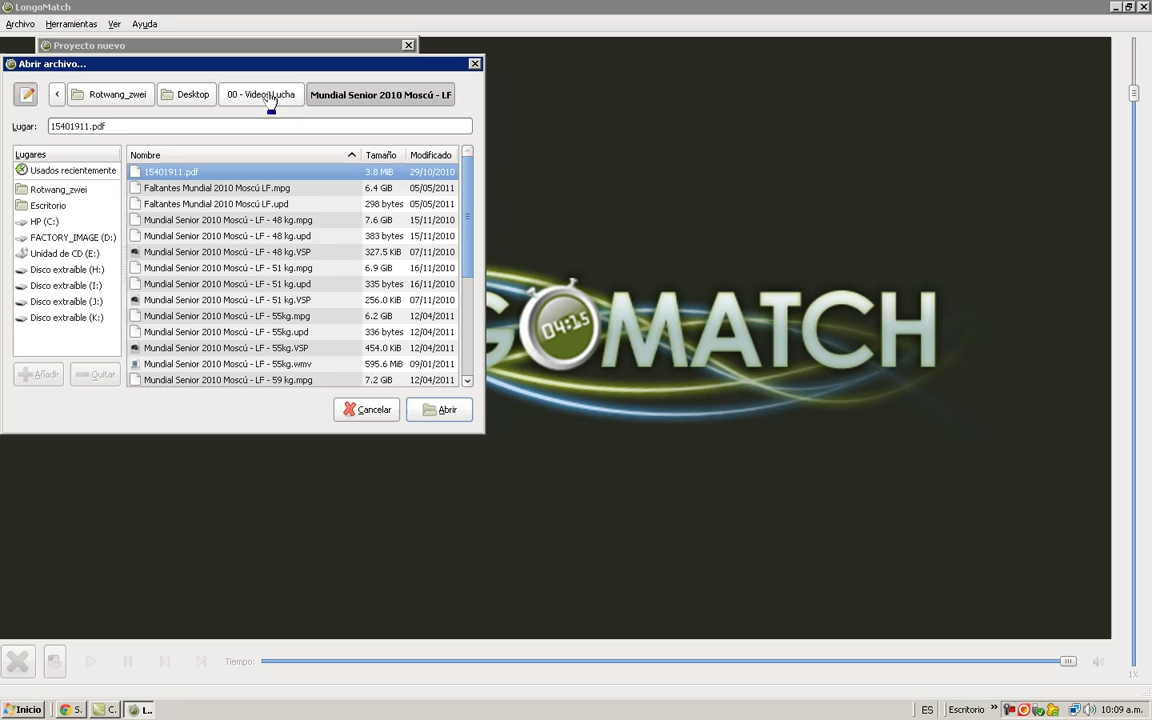 LongoMatch
Archivo Herramientas Ver Ayuda
Proyecto nuevo
Abrir archivo...
< Rotwang_zwei Desktop 00 - Video Lucha Mundial Senior 2010 Moscú - LF
Lugar: 15401911.pdf
Lugares Nombre Tamaño Modificado
Usados recientemente 15401911.pdf 3.8 MiB 29/10/2010
Rotwang_zwei Faltantes Mundial 2010 Moscú LF.mpg 6.4 GiB 05/05/2011
Escritorio Faltantes Mundial 2010 Moscú LF.upd 298 bytes 05/05/2011
HP (C:) Mundial Senior 2010 Moscú - LF - 48 kg.mpg 7.6 GiB 15/11/2010
FACTORY_IMAGE (D:) Mundial Senior 2010 Moscú - LF - 48 kg.upd 383 bytes 15/11/2010
Unidad de CD (E:) Mundial Senior 2010 Moscú - LF - 48 kg.VSP 327.5 KiB 07/11/2010
Disco extraíble (H:) Mundial Senior 2010 Moscú - LF - 51 kg.mpg 6.9 GiB 16/11/2010
Disco extraíble (I:) Mundial Senior 2010 Moscú - LF - 51 kg.upd 335 bytes 16/11/2010
Disco extraíble (J:) Mundial Senior 2010 Moscú - LF - 51 kg.VSP 256.0 KiB 07/11/2010
Disco extraíble (K:) Mundial Senior 2010 Moscú - LF - 55kg.mpg 6.2 GiB 12/04/2011
Mundial Senior 2010 Moscú - LF - 55kg.upd 336 bytes 12/04/2011
Mundial Senior 2010 Moscú - LF - 55kg.VSP 454.0 KiB 12/04/2011
Mundial Senior 2010 Moscú - LF - 55kg.wmv 595.6 MiB 09/01/2011
Mundial Senior 2010 Moscú - LF - 59 kg.mpg 7.2 GiB 12/04/2011
Añadir Quitar
Cancelar Abrir
GOMATCH
04:15
Tiempo:
1X
Inicio S. C. L.. ES Escritorio » 10:09 a.m.